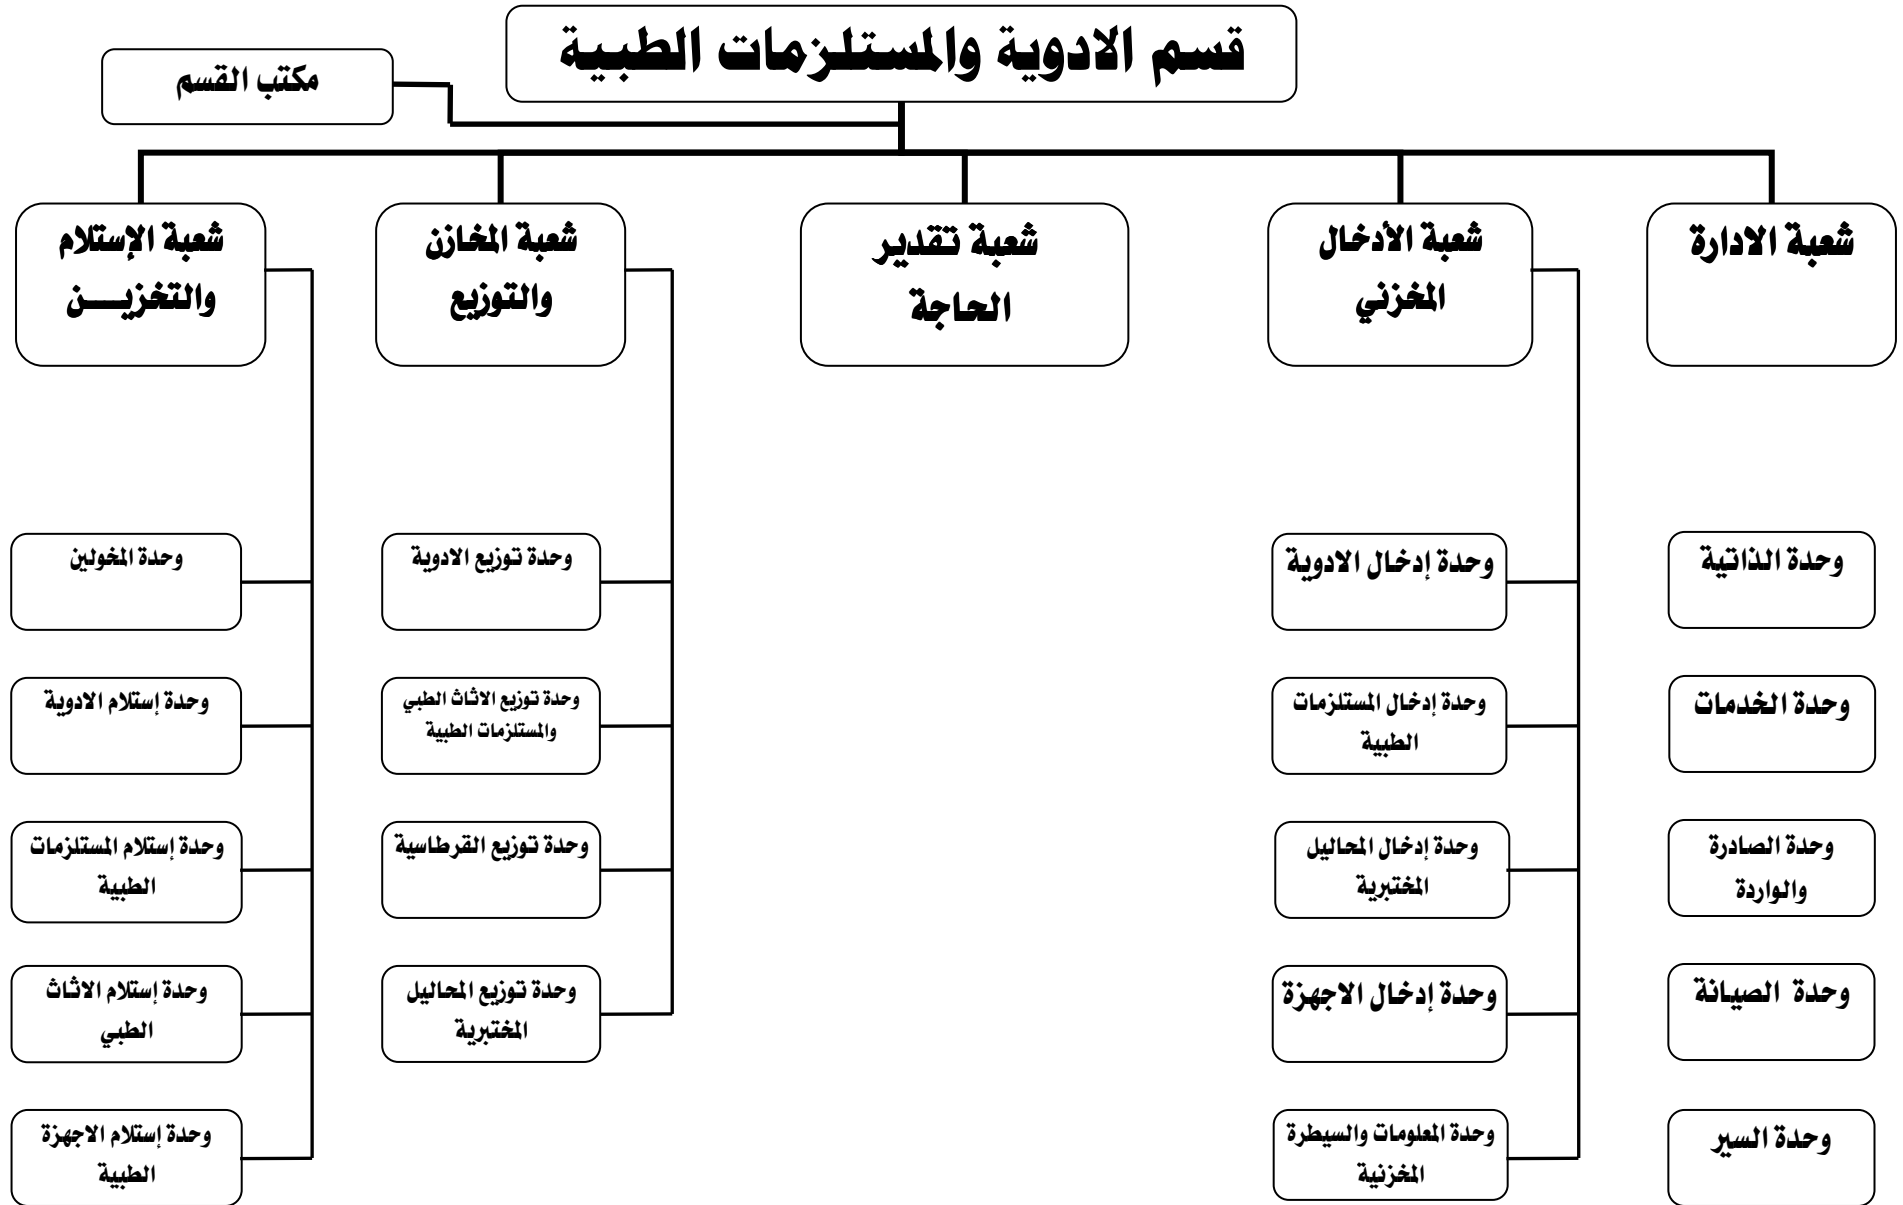 قسم الادوية والمستلزمات الطبية
مكتب القسم
شعبة الادارة
شعبة الأدخال
المخزني
شعبة تقدير
الحاجة
شعبة المخازن
والتوزيع
شعبة الإستلام
والتخزيــــن
وحدة الذاتية
وحدة الخدمات
وحدة الصادرة
والواردة
وحدة الصيانة
وحدة السير
وحدة إدخال الادوية
وحدة إدخال المستلزمات
الطبية
وحدة إدخال المحاليل
المختبرية
وحدة إدخال الاجهزة
وحدة المعلومات والسيطرة
المخزنية
وحدة توزيع الادوية
وحدة توزيع الاثاث الطبي
والمستلزمات الطبية
وحدة توزيع القرطاسية
وحدة توزيع المحاليل
المختبرية
وحدة المخولين
وحدة إستلام الادوية
وحدة إستلام المستلزمات
الطبية
وحدة إستلام الاثاث
الطبي
وحدة إستلام الاجهزة
الطبية